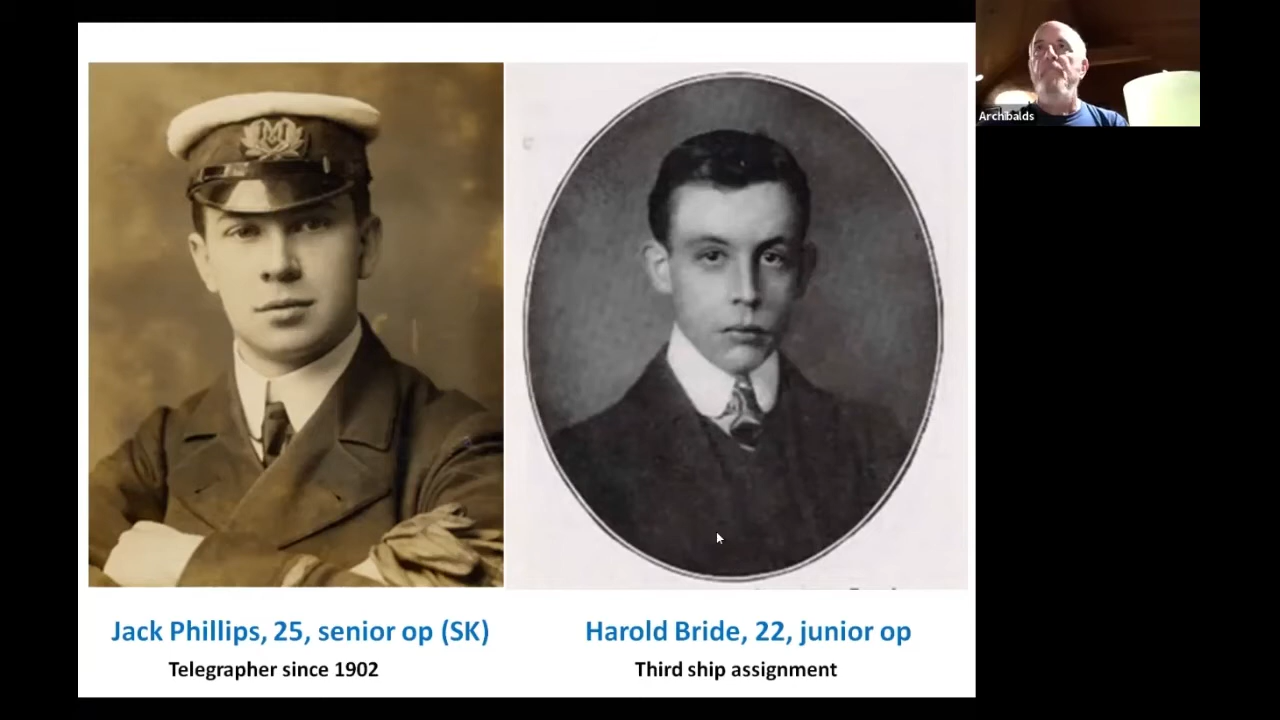 M
Archibalds
Jack Phillips, 25, senior op (SK)
Harold Bride, 22, junior op
Telegrapher since 1902
Third ship assignment